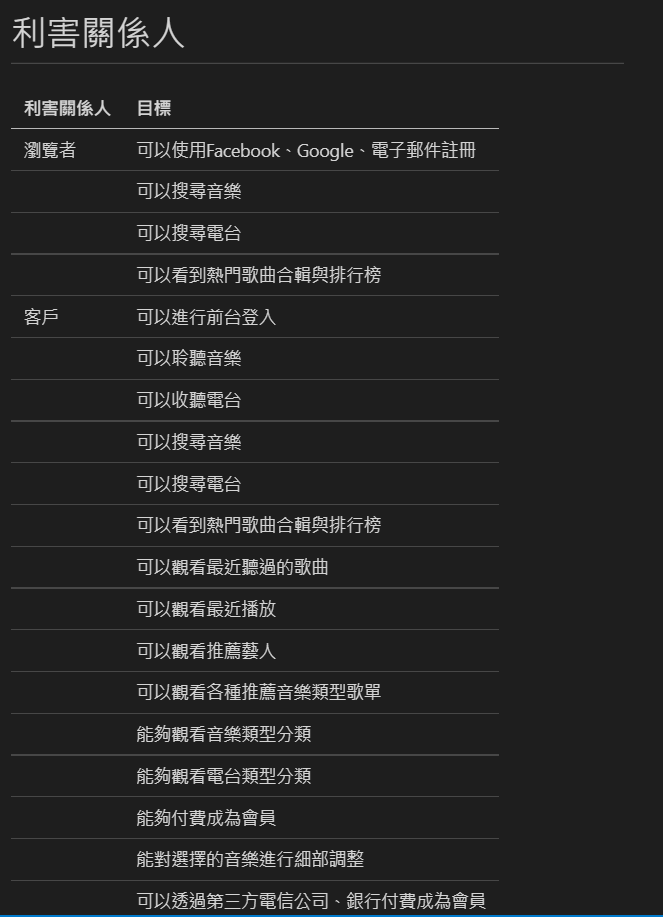 利害關係人
利害關係人 目標
瀏覽者 可以使用Facebook、Google、電子郵件註冊
可以搜尋音樂
可以搜尋電台
可以看到熱門歌曲合輯與排行榜
客戶 可以進行前台登入
可以聆聽音樂
可以收聽電台
可以搜尋音樂
可以搜尋電台
可以看到熱門歌曲合輯與排行榜
可以觀看最近聽過的歌曲
可以觀看最近播放
可以觀看推薦藝人
可以觀看各種推薦音樂類型歌單
能夠觀看音樂類型分類
能夠觀看電台類型分類
能夠付費成為會員
能對選擇的音樂進行細部調整
可以透過第三方電信公司、銀行付費成為會員